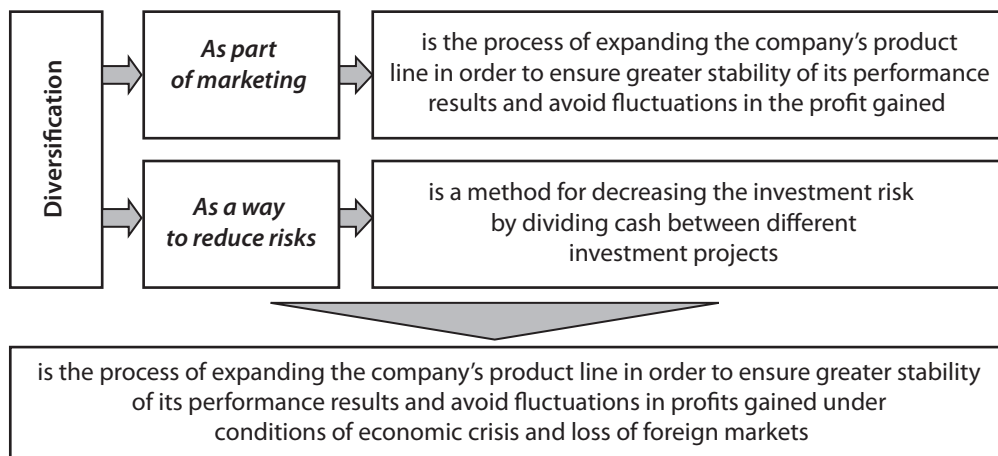 Diversification
As part
of marketing
is the process of expanding the company’s product
line in order to ensure greater stability of its performance
results and avoid fluctuations in the profit gained
As a way
to reduce risks
is a method for decreasing the investment risk
by dividing cash between different
investment projects
is the process of expanding the company’s product line in order to ensure greater stability
of its performance results and avoid fluctuations in profits gained under
conditions of economic crisis and loss of foreign markets